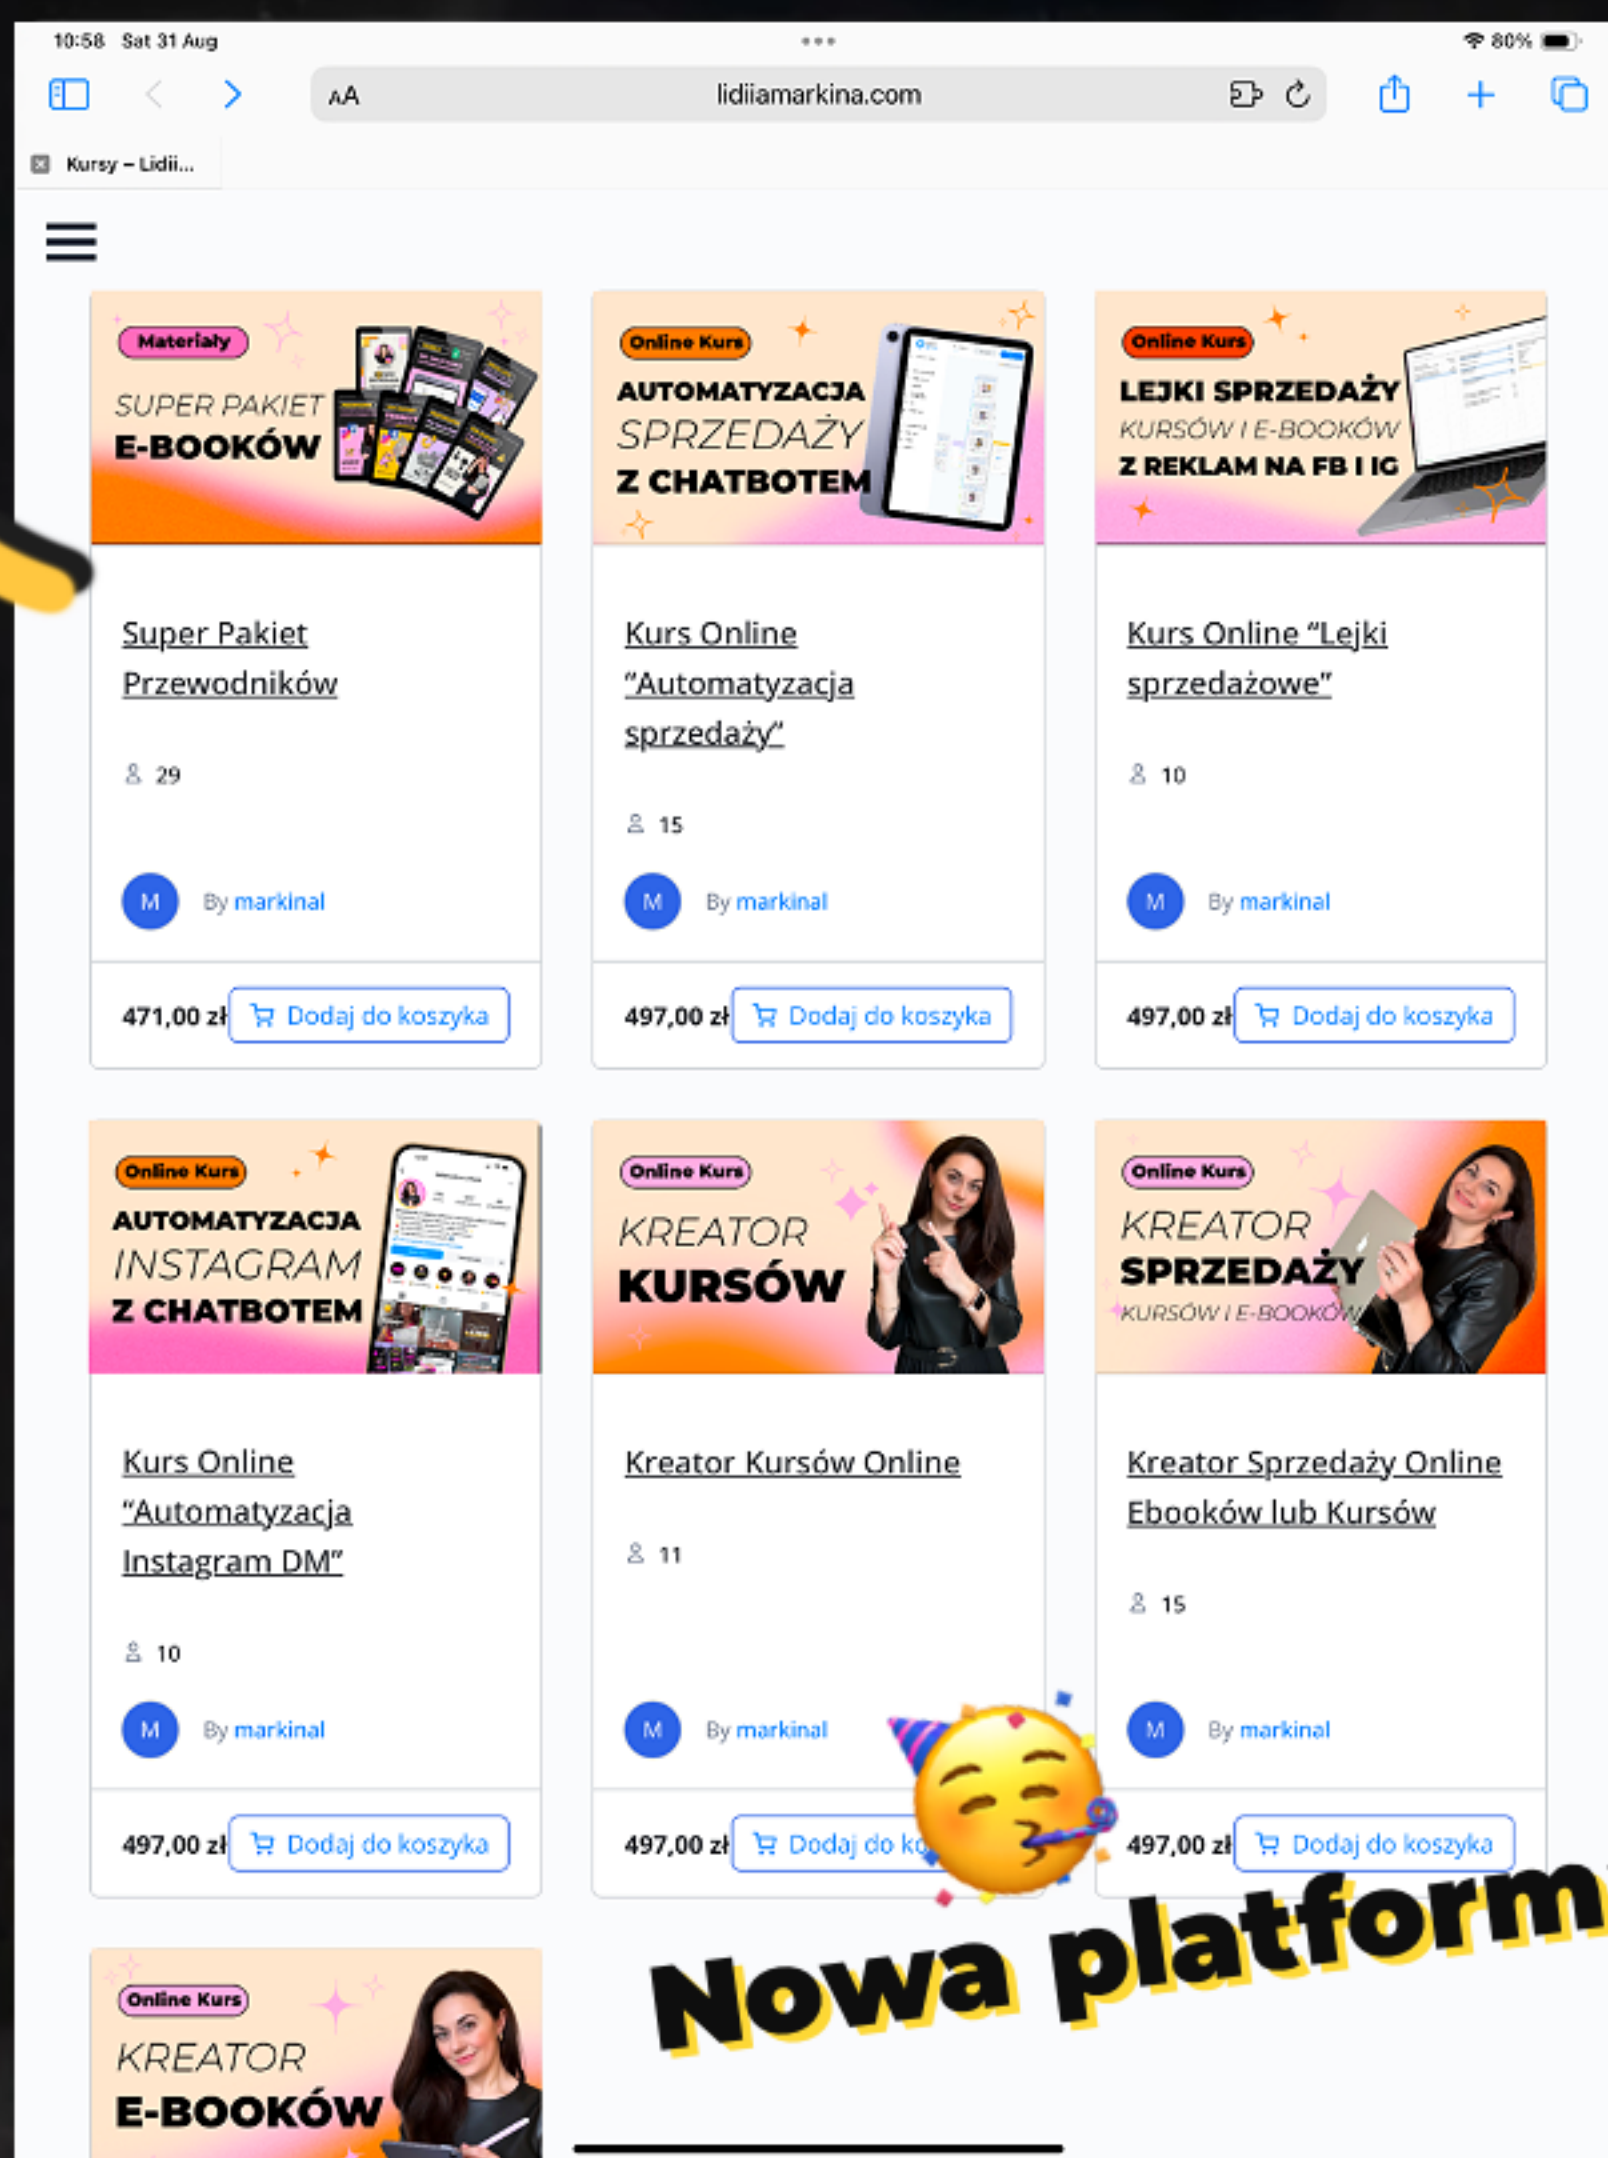 10:58 Sat 31 Aug
80%
AA
lidiiamarkina.com
Kursy – Lidii...
Materiały
SUPER PAKIET
E-BOOKÓW
Online Kurs
AUTOMATYZACJA
SPRZEDAŻY
Z CHATBOTEM
Online Kurs
LEJKI SPRZEDAŻY
KURSÓW I E-BOOKÓW
Z REKLAM NA FB I IG
Super Pakiet
Przewodników
29
M By markinal
471,00 zł Dodaj do koszyka
Kurs Online
“Automatyzacja
sprzedaży”
15
M By markinal
497,00 zł Dodaj do koszyka
Kurs Online “Lejki
sprzedażowe”
10
M By markinal
497,00 zł Dodaj do koszyka
Online Kurs
AUTOMATYZACJA
INSTAGRAM
Z CHATBOTEM
Online Kurs
KREATOR
KURSÓW
Online Kurs
KREATOR
SPRZEDAŻY
KURSÓW I E-BOOKÓW
Kurs Online
“Automatyzacja
Instagram DM”
10
M By markinal
497,00 zł Dodaj do koszyka
Kreator Kursów Online
11
M By markinal
497,00 zł Dodaj do ko
Kreator Sprzedaży Online
Ebooków lub Kursów
15
M By markinal
497,00 zł Dodaj do koszyka
Nowa platform
Online Kurs
KREATOR
E-BOOKÓW